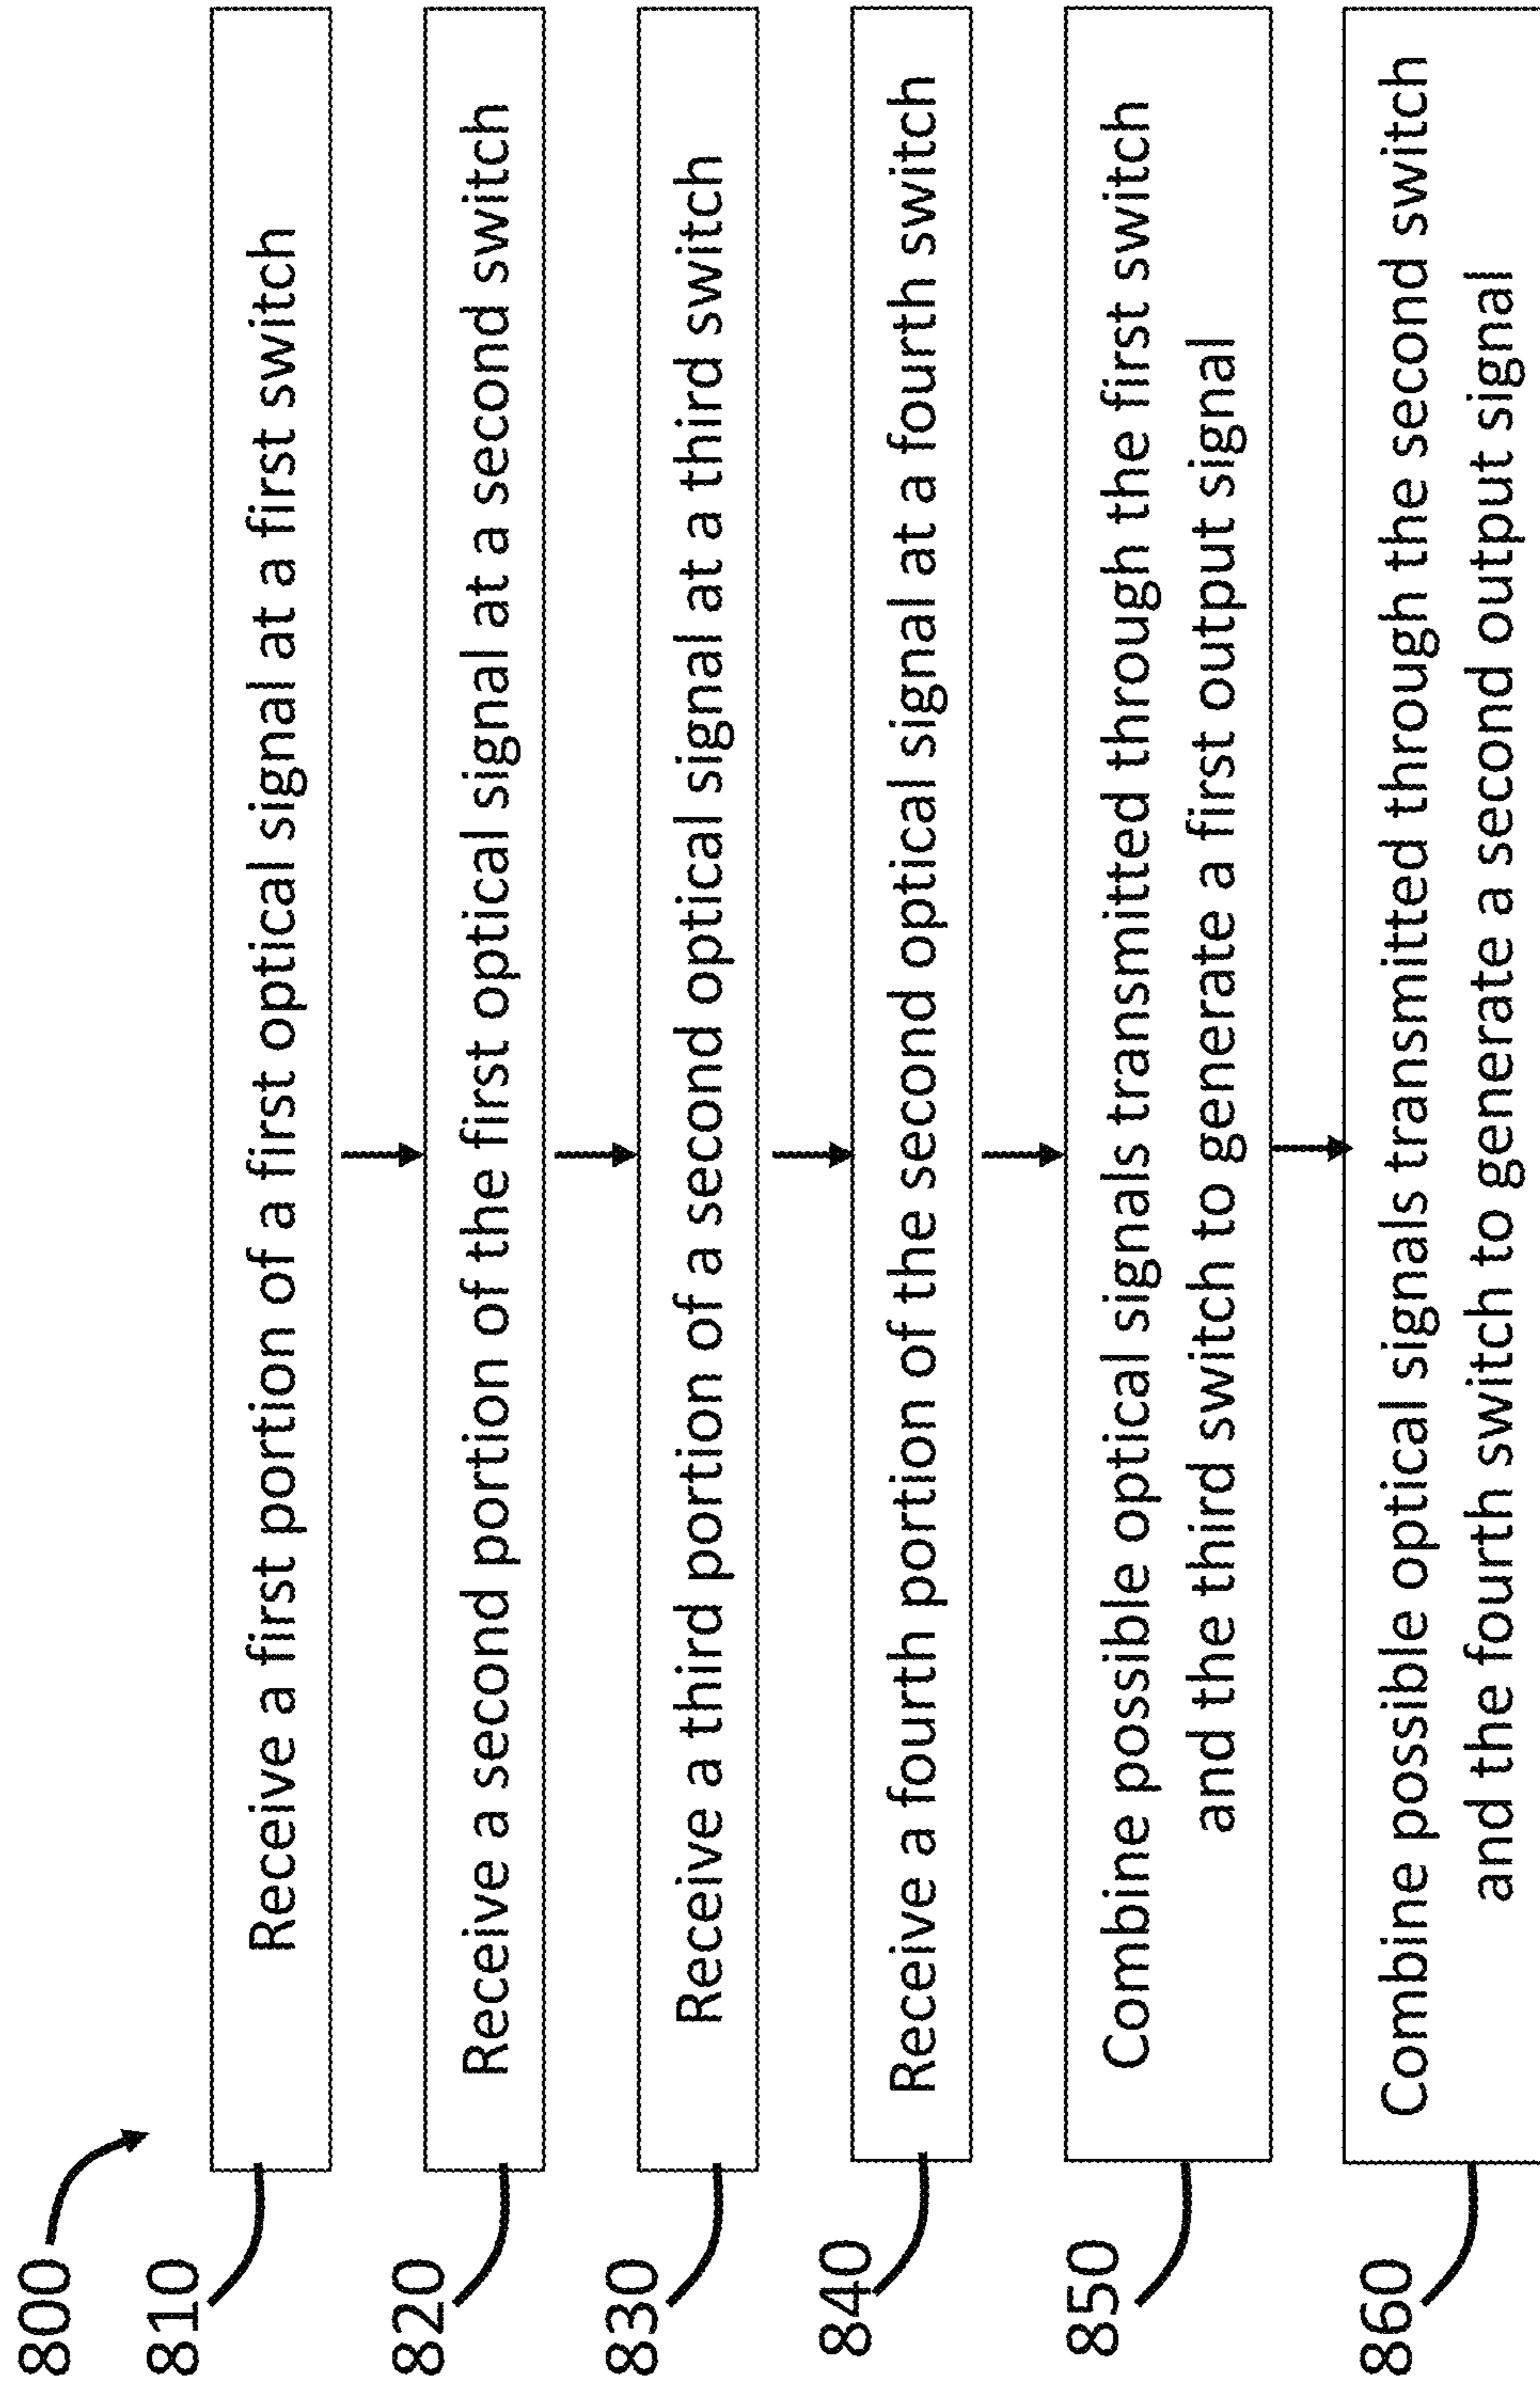 800
810
Receive a first portion of a first optical signal at a first switch
820
Receive a second portion of the first optical signal at a second switch
830
Receive a third portion of a second optical signal at a third switch
840
Receive a fourth portion of the second optical signal at a fourth switch
850
Combine possible optical signals transmitted through the first switch
and the third switch to generate a first output signal
860
Combine possible optical signals transmitted through the second switch
and the fourth switch to generate a second output signal